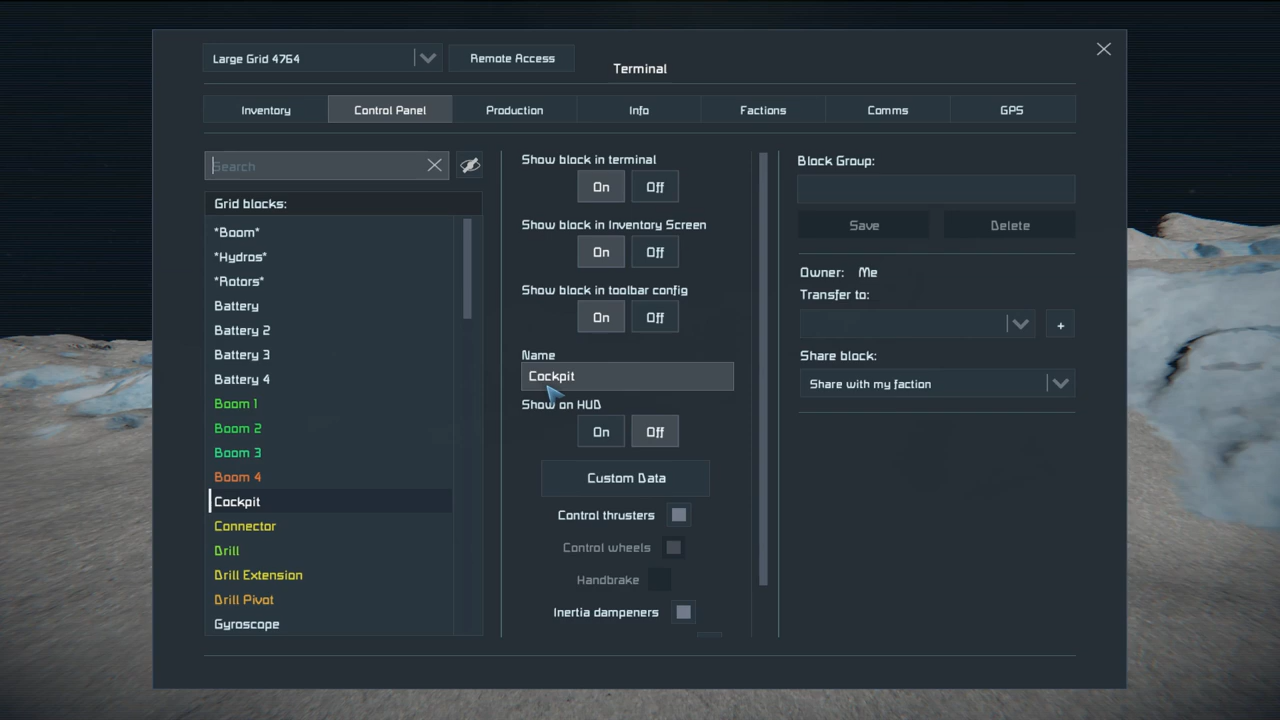 Large Grid 4764
Remote Access
Terminal
Inventory
Control Panel
Production
Info
Factions
Comms
GPS
Search
Grid blocks:
*Boom*
*Hydros*
*Rotors*
Battery
Battery 2
Battery 3
Battery 4
Boom 1
Boom 2
Boom 3
Boom 4
Cockpit
Connector
Drill
Drill Extension
Drill Pivot
Gyroscope
Show block in terminal
On
Off
Show block in Inventory Screen
On
Off
Show block in toolbar config
On
Off
Name
Cockpit
Show on HUD
On
Off
Custom Data
Control thrusters
Control wheels
Handbrake
Inertia dampeners
Block Group:
Save
Delete
Owner: Me
Transfer to:
+
Share block:
Share with my faction